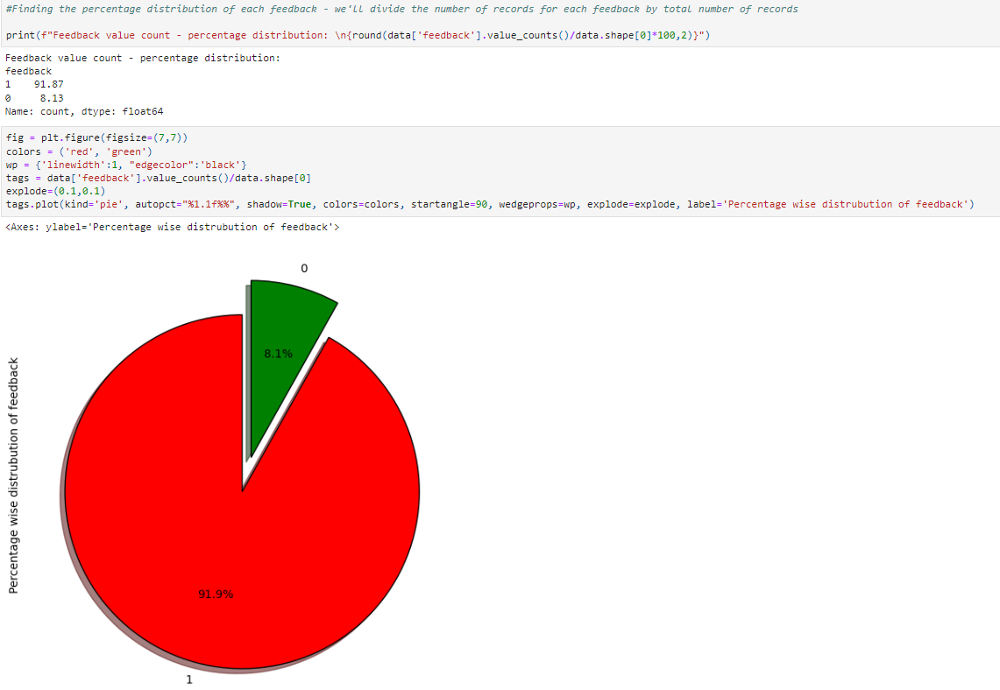 #Finding the percentage distribution of each feedback - we'll divide the number of records for each feedback by total number of records
print(f"Feedback value count - percentage distribution: \n{round(data['feedback'].value_counts()/data.shape[0]*100,2)}")
Feedback value count - percentage distribution:
feedback
1    91.87
0     8.13
Name: count, dtype: float64
fig = plt.figure(figsize=(7,7))
colors = ('red', 'green')
wp = {'linewidth':1, "edgecolor":'black'}
tags = data['feedback'].value_counts()/data.shape[0]
explode=(0.1,0.1)
tags.plot(kind='pie', autopct="%1.1f%%", shadow=True, colors=colors, startangle=90, wedgeprops=wp, explode=explode, label='Percentage wise distrubution of feedback')
<Axes: ylabel='Percentage wise distrubution of feedback'>
0
8.1%
Percentage wise distrubution of feedback
91.9%
1